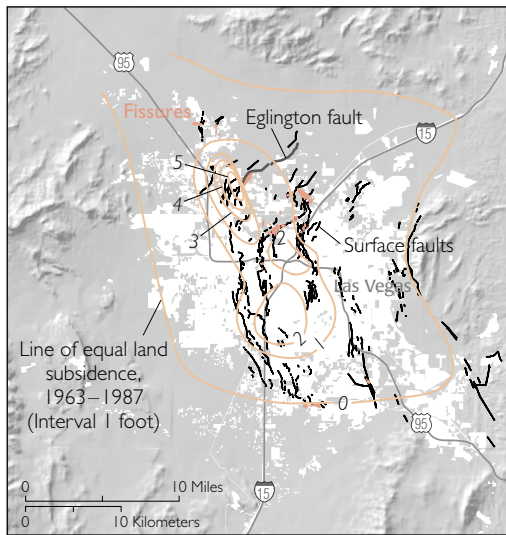 95
Fissures
Eglington fault
15
5
4
3
2
Surface faults
Las Vegas
2
1
Line of equal land
subsidence,
1963–1987
(Interval 1 foot)
0
95
0 10 Miles
0 10 Kilometers
15